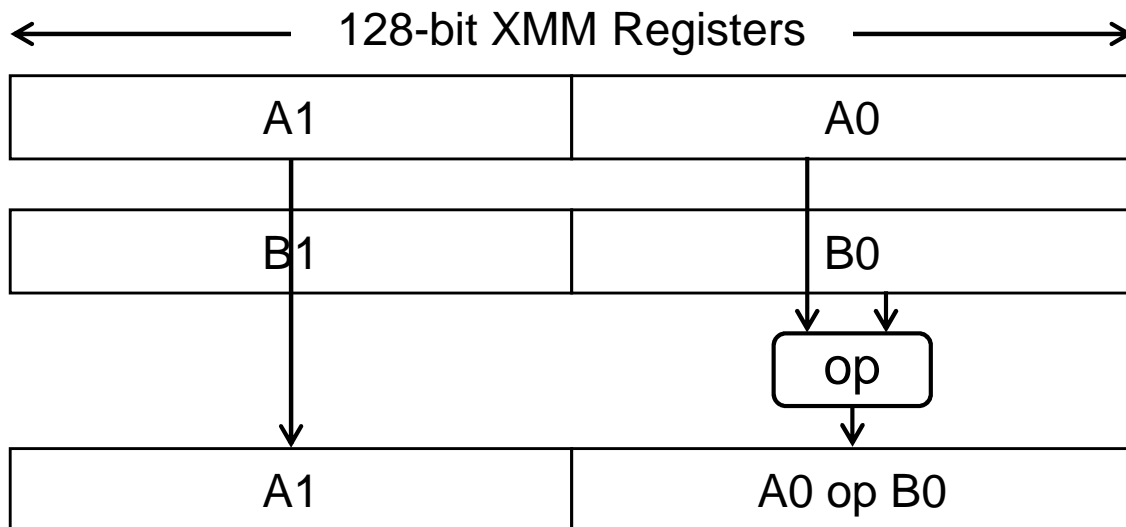 128-bit XMM Registers
A1 A0
B1 B0
op
A1 A0 op B0